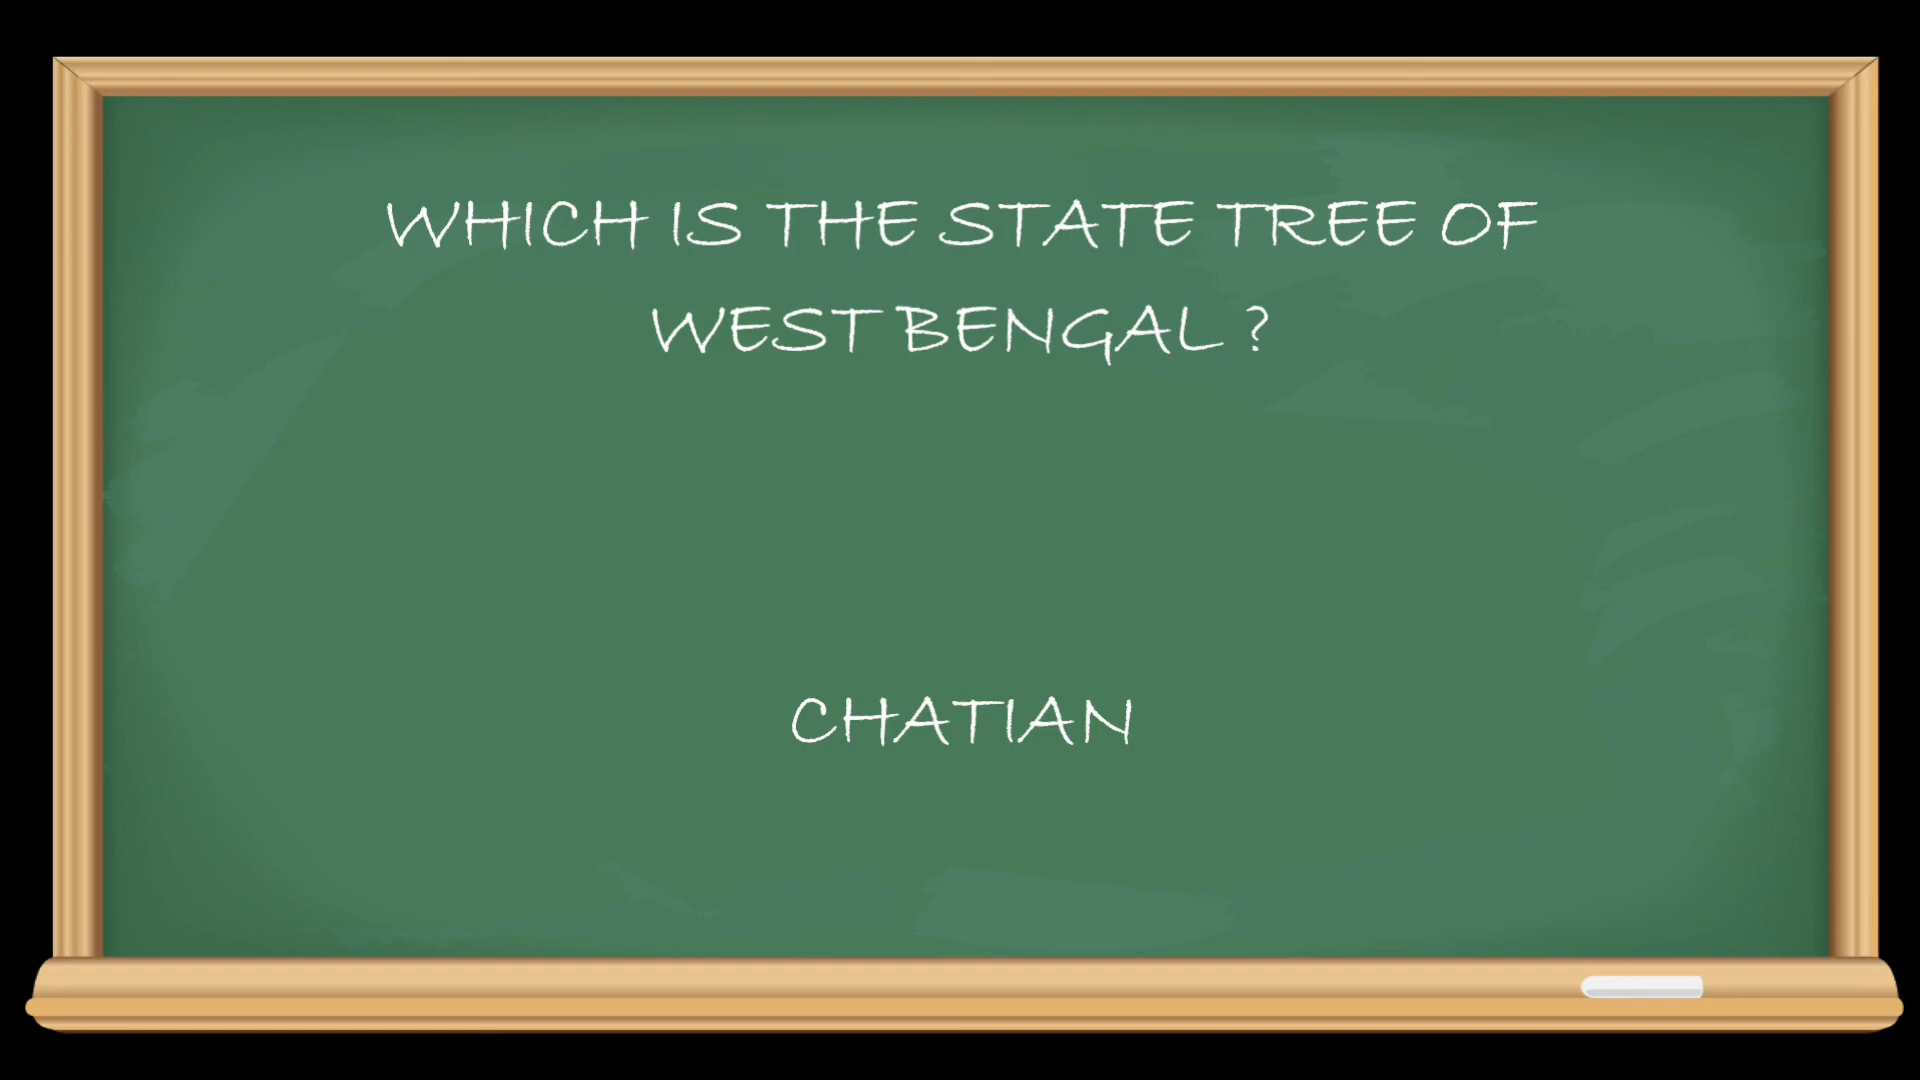 WHICH IS THE STATE TREE OF
WEST BENGAL ?
CHATIAN